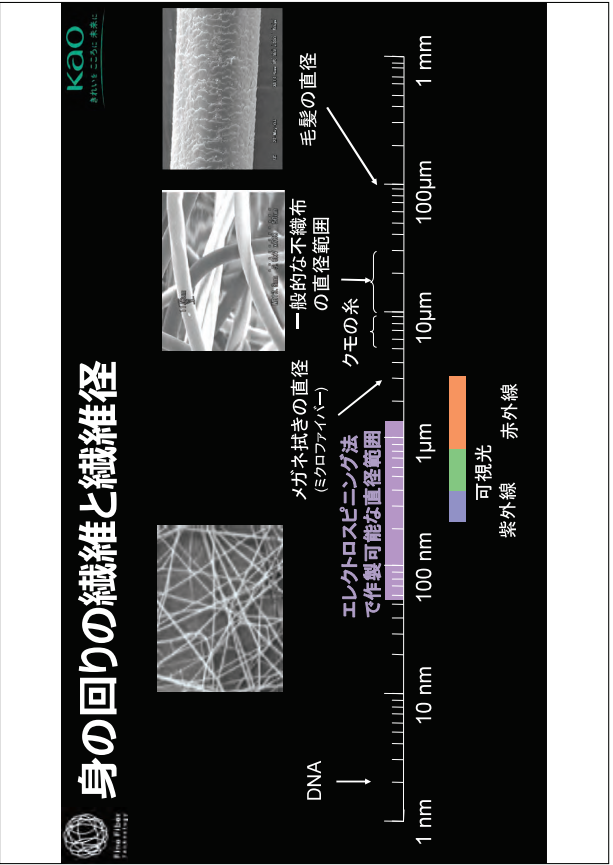 Fine Fiber
Technology
身の回りの繊維と繊維径
Kao
きれいを こころに 未来に
DNA
エレクトロスピニング法
で作製可能な直径範囲
メガネ拭きの直径
(ミクロファイバー)
クモの糸
一般的な不織布
の直径範囲
毛髪の直径
1 nm
10 nm
100 nm
1μm
10μm
100μm
1 mm
紫外線
可視光
赤外線